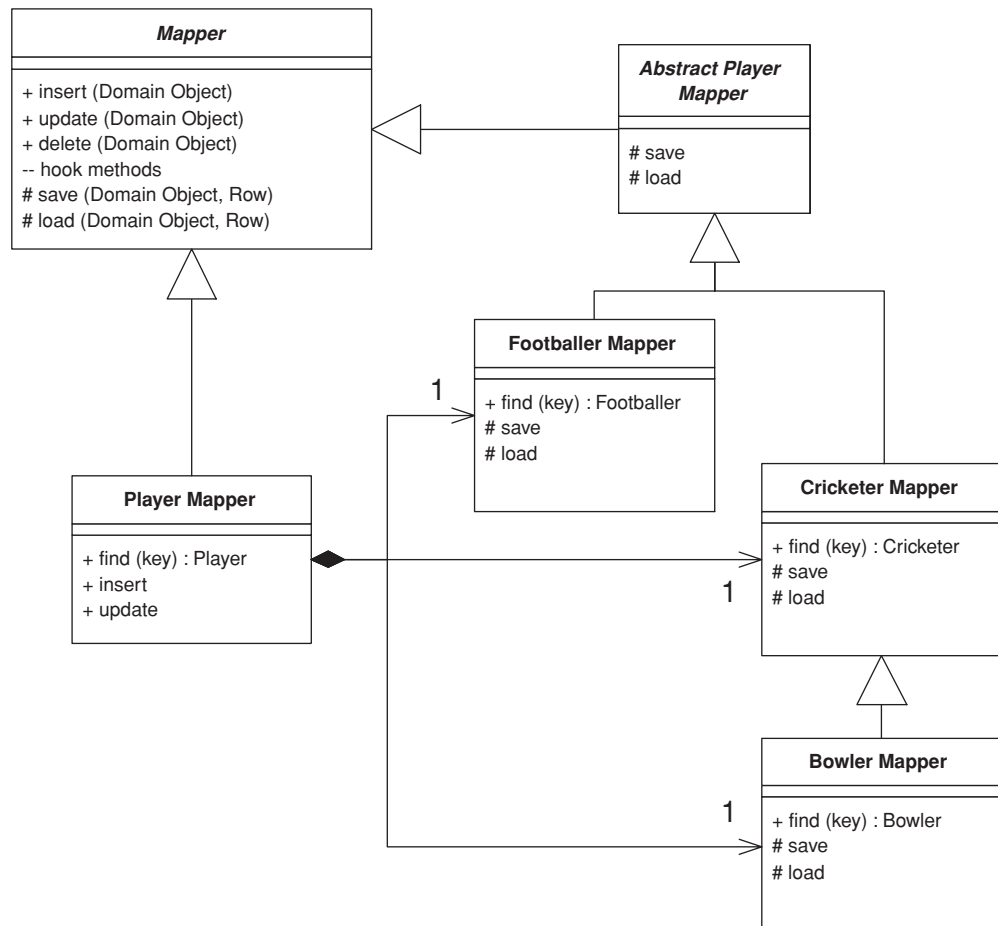 Mapper
+ insert (Domain Object)
+ update (Domain Object)
+ delete (Domain Object)
-- hook methods
# save (Domain Object, Row)
# load (Domain Object, Row)
Abstract Player
Mapper
# save
# load
Footballer Mapper
+ find (key) : Footballer
# save
# load
1
Player Mapper
+ find (key) : Player
+ insert
+ update
Cricketer Mapper
+ find (key) : Cricketer
# save
# load
1
Bowler Mapper
+ find (key) : Bowler
# save
# load
1